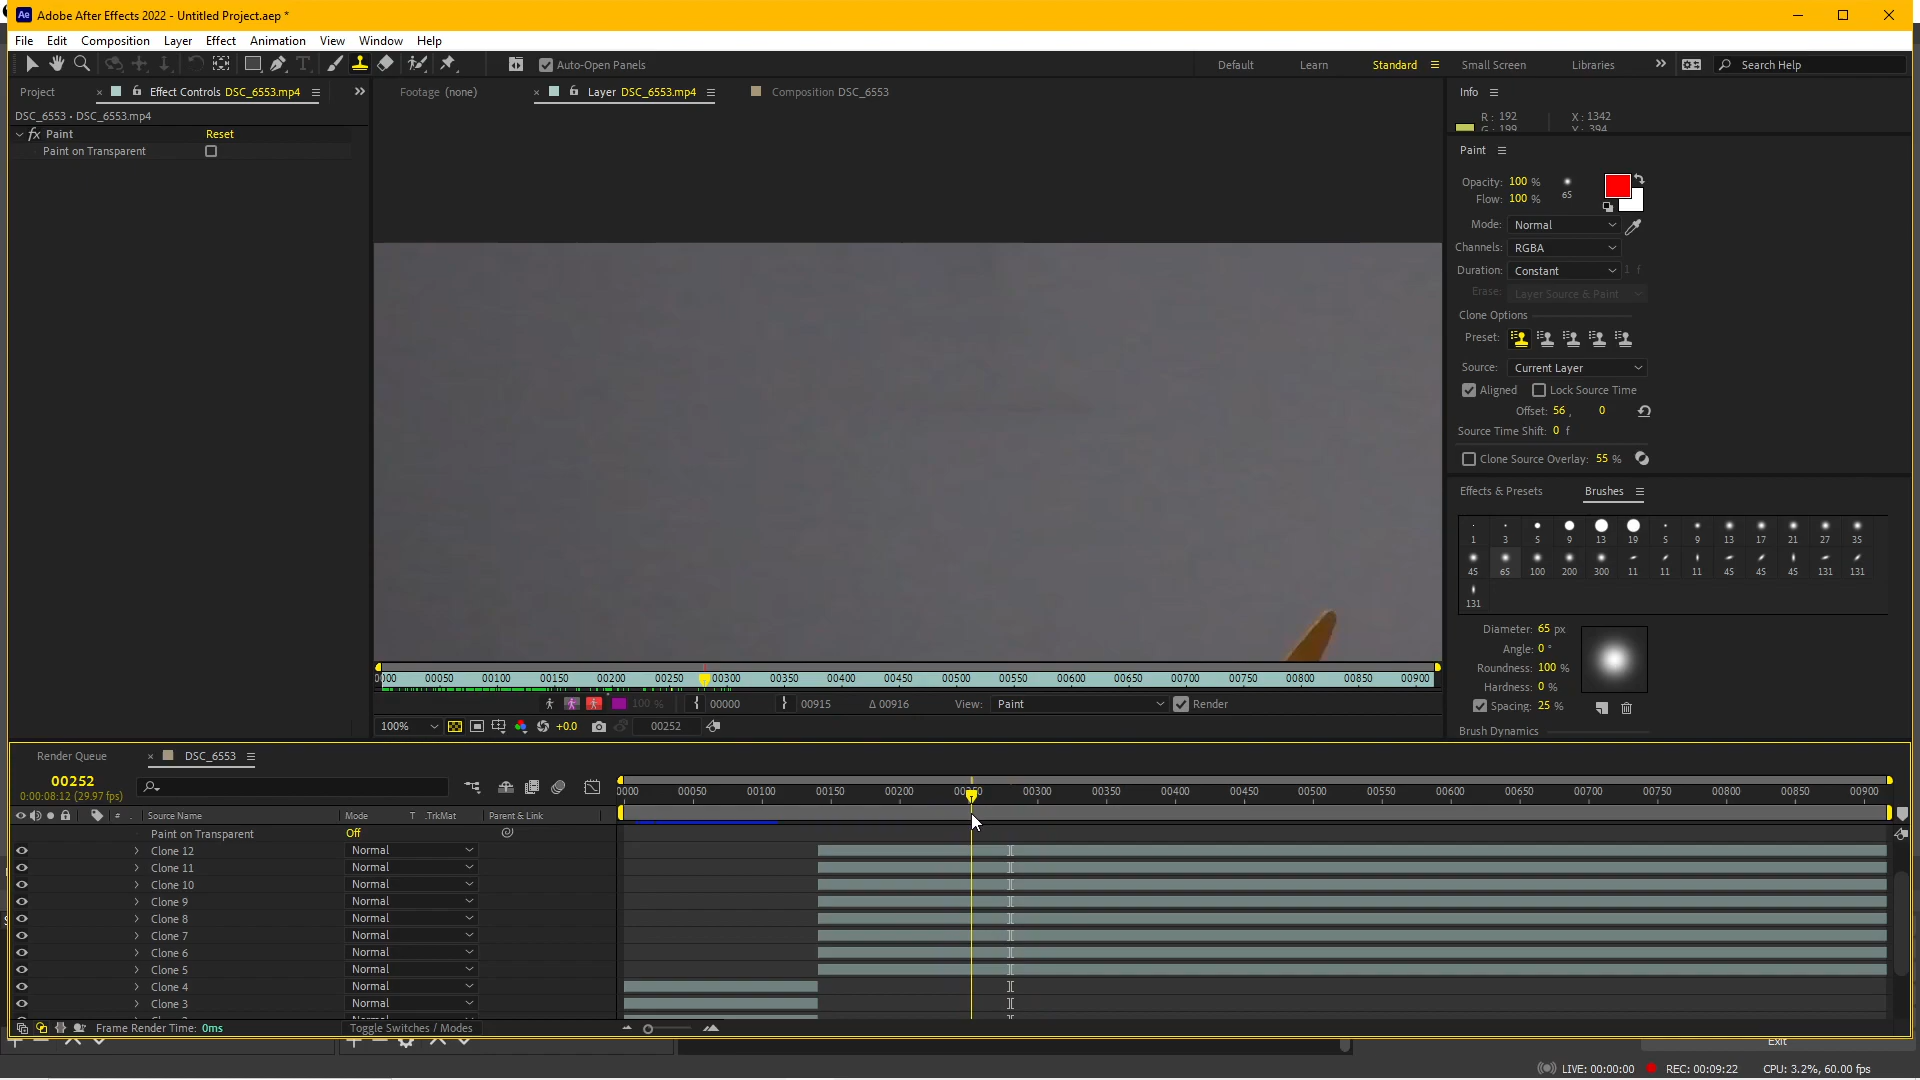 Adobe After Effects 2022 - Untitled Project.aep *
File Edit Composition Layer Effect Animation View Window Help
Auto-Open Panels Default Learn Standard Small Screen Libraries Search Help
Project Effect Controls DSC_6553.mp4
DSC_6553 • DSC_6553.mp4
fx Paint Reset
Paint on Transparent
Footage (none) Layer DSC_6553.mp4 Composition DSC_6553
Info
R: 192 X: 1342
G: 199 Y: 394
Paint
Opacity: 100 %
Flow: 100 %
65
Mode: Normal
Channels: RGBA
Duration: Constant 1 f
Erase: Layer Source & Paint
Clone Options
Preset:
Source: Current Layer
Aligned Lock Source Time
Offset: 56 , 0
Source Time Shift: 0 f
Clone Source Overlay: 55 %
Effects & Presets Brushes
1 3 5 9 13 19 5 9 13 17 21 27 35
45 65 100 200 300 11 11 11 45 45 45 131 131
131
Diameter: 65 px
Angle: 0 °
Roundness: 100 %
Hardness: 0 %
Spacing: 25 %
Brush Dynamics
0000 00050 00100 00150 00200 00250 00300 00350 00400 00450 00500 00550 00600 00650 00700 00750 00800 00850 00900
100 % 00000 00915 Δ 00916 View: Paint Render
100% +0.0 00252
Render Queue DSC_6553
00252
0:00:08:12 (29.97 fps)
0000 00050 00100 00150 00200 00250 00300 00350 00400 00450 00500 00550 00600 00650 00700 00750 00800 00850 00900
# Source Name Mode T .TrkMat Parent & Link
Paint on Transparent Off
Clone 12 Normal
Clone 11 Normal
Clone 10 Normal
Clone 9 Normal
Clone 8 Normal
Clone 7 Normal
Clone 6 Normal
Clone 5 Normal
Clone 4 Normal
Clone 3 Normal
Frame Render Time: 0ms Toggle Switches / Modes
Exit
LIVE: 00:00:00 REC: 00:09:22 CPU: 3.2%, 60.00 fps